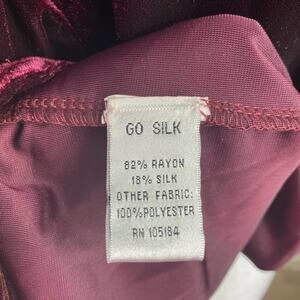 GO SILK
82% RAYON
18% SILK
OTHER FABRIC:
100%POLYESTER
RN 105184